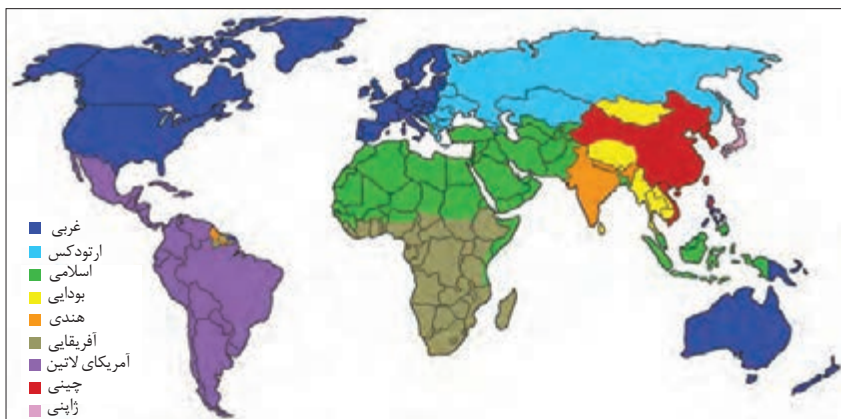 غربی
ارتودکس
اسلامی
بودایی
هندی
آفریقایی
آمریکای لاتین
چینی
ژاپنی